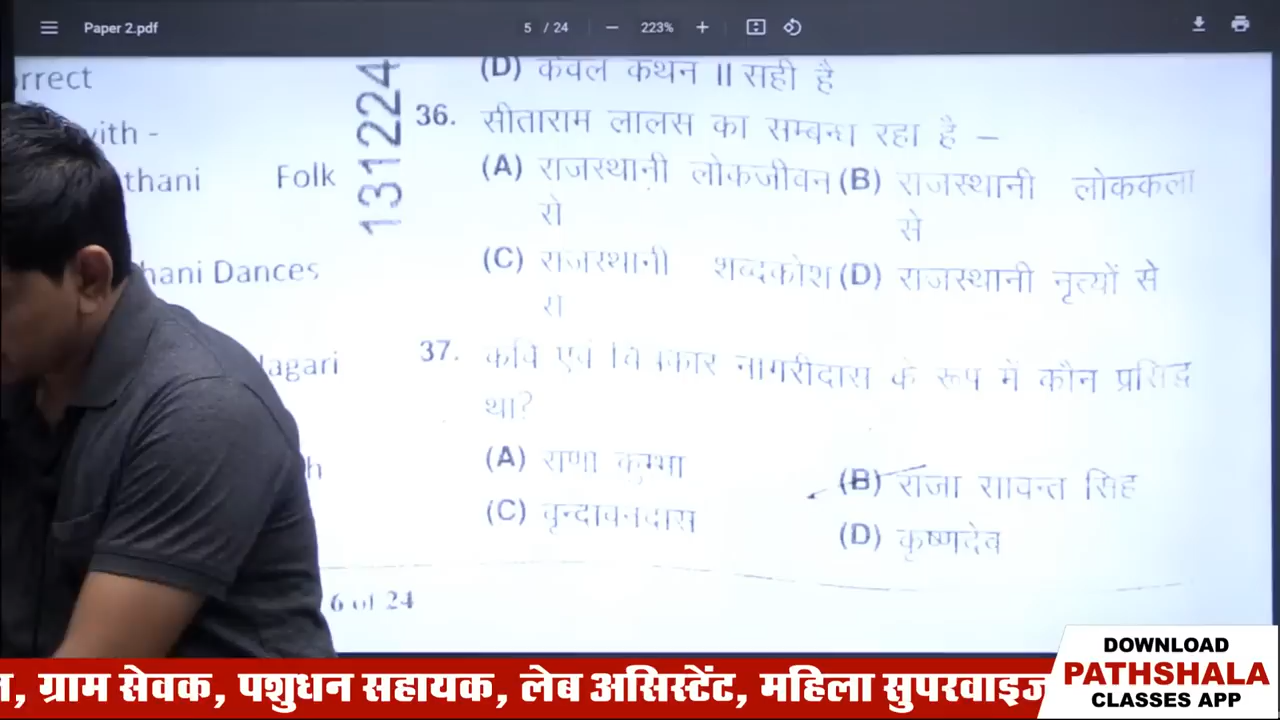 Paper 2.pdf
5 / 24
223%
orrect
with -
thani Folk
hani Dances
agari
h
131224
(D) केवल कथन II सही है
36. सीताराम लालस का सम्बन्ध रहा है –
(A) राजस्थानी लोकजीवन (B) राजस्थानी लोककला
से से
(C) राजस्थानी शब्दकोश (D) राजस्थानी नृत्यों से
से
37. कवि एवं चित्रकार नागरीदास के रूप में कौन प्रसिद्ध
था?
(A) राणा कुम्भा
(B) राजा सावन्त सिंह
(C) वृन्दावनदास
(D) कृष्णदेव
6 of 24
, ग्राम सेवक, पशुधन सहायक, लेब असिस्टेंट, महिला सुपरवाइज
DOWNLOAD
PATHSHALA
CLASSES APP